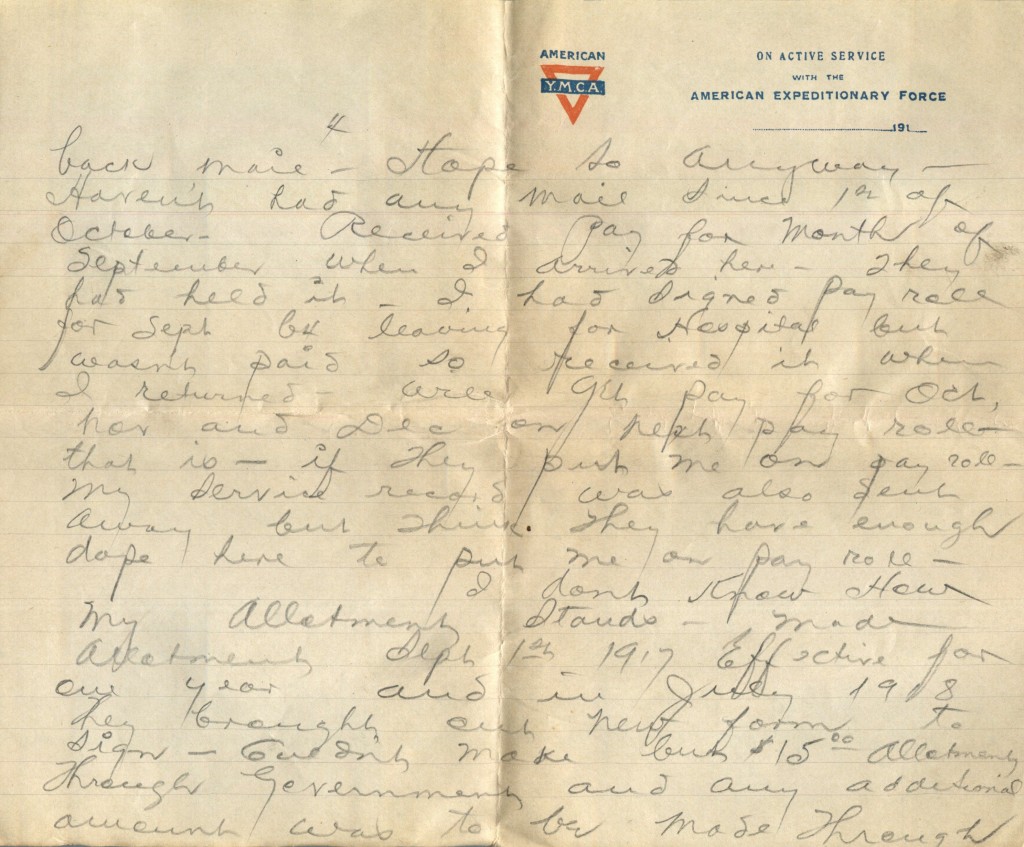 AMERICAN
Y.M.C.A.
ON ACTIVE SERVICE
WITH THE
AMERICAN EXPEDITIONARY FORCE
191
4
back mail – Hope so anyway –
Haven't had any mail since 1st of
October – Received Pay for Month of
September when I arrived here – They
had held it – I had signed pay roll
for Sept b4 leaving for Hospital but
wasn't paid so received it when
I returned – will get pay for Oct,
Nov and Dec on next pay roll –
that is – if They put me on pay roll –
My Service record was also sent
away but Think They have enough
dope here to put me on pay roll –
I dont Know How
My Allotment Stands – Made
Allotment Sept 1st 1917 Effective for
one year and in July 1918
They brought out new form to
Sign – Couldn't make but $15.00 Allotment
Through Government and any additional
amount was to be Made Through